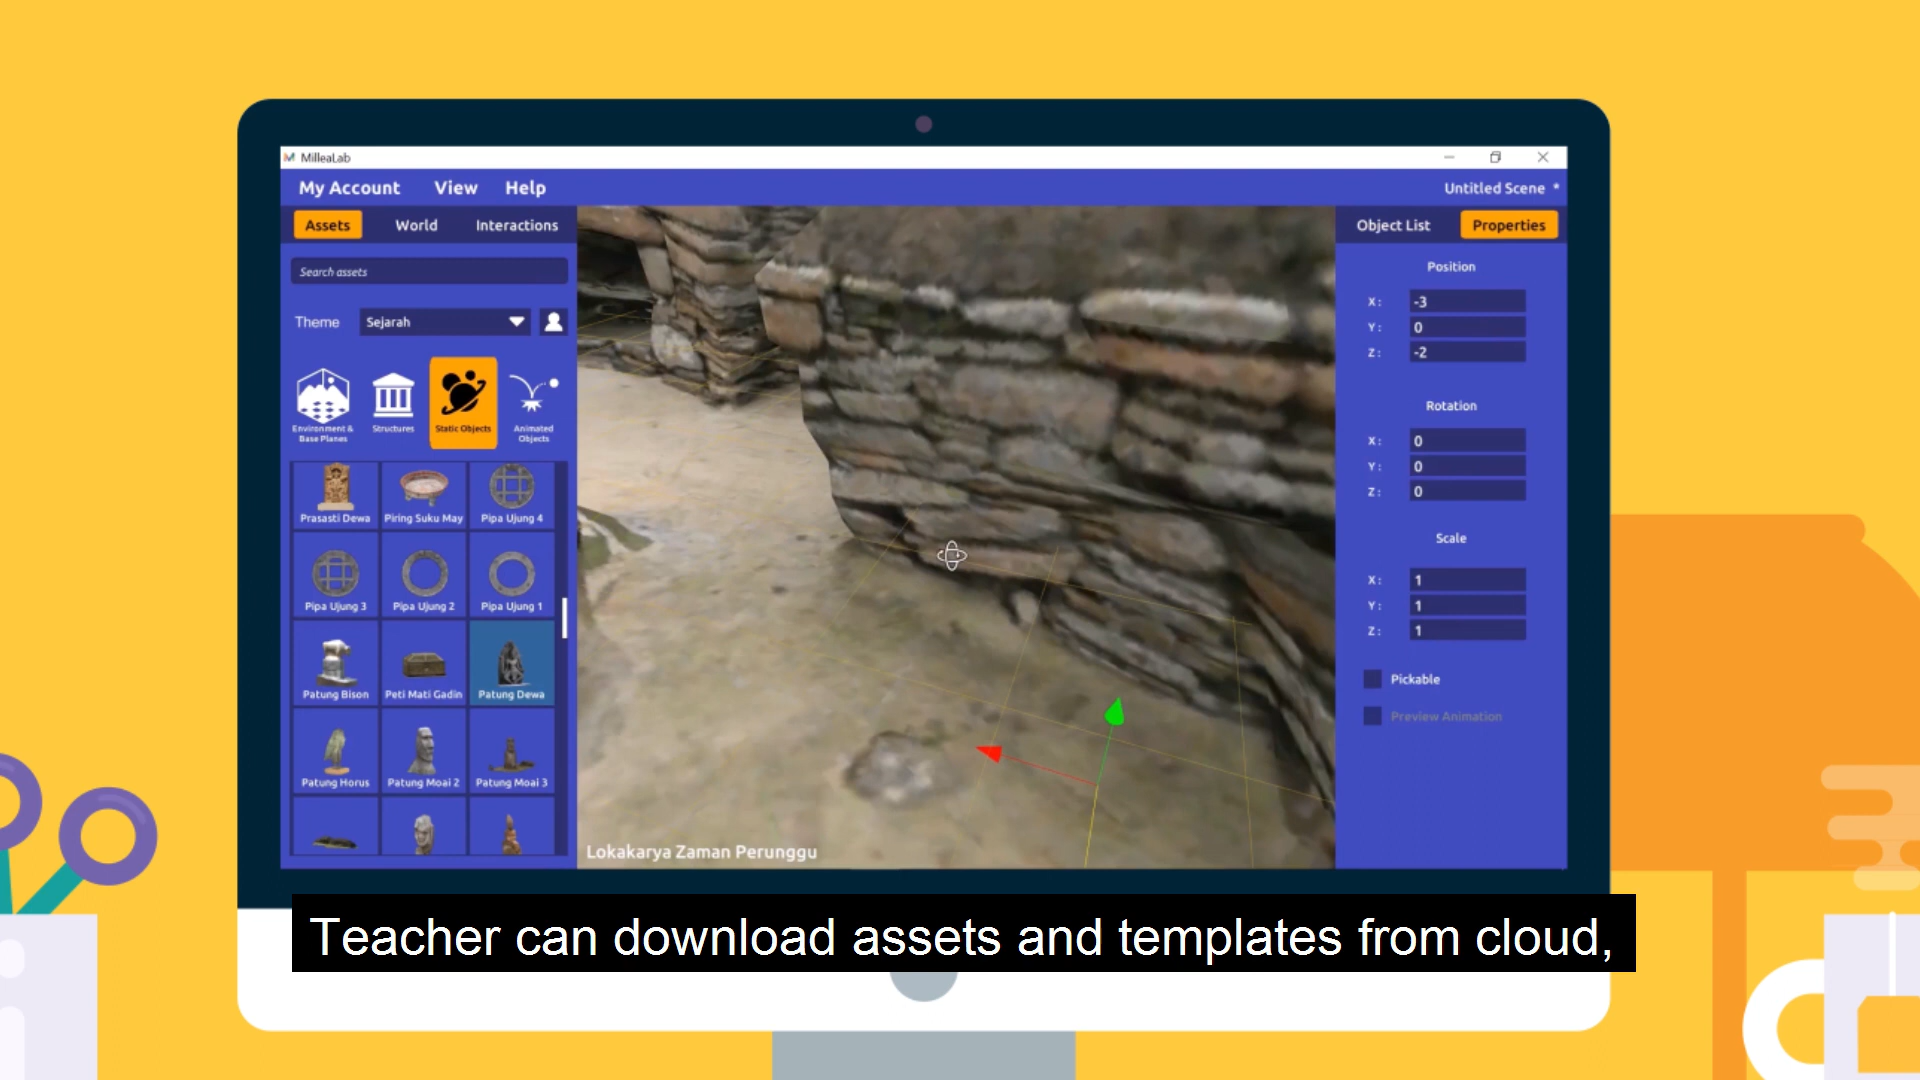 MilleaLab
My Account View Help
Untitled Scene *
Assets World Interactions
Object List Properties
Search assets
Theme Sejarah
Environment & Base Planes
Structures
Static Objects
Animated Objects
Prasasti Dewa Piring Suku May Pipa Ujung 4
Pipa Ujung 3 Pipa Ujung 2 Pipa Ujung 1
Patung Bison Peti Mati Gadin Patung Dewa
Patung Horus Patung Moai 2 Patung Moai 3
Lokakarya Zaman Perunggu
Position
X: -3
Y: 0
Z: -2
Rotation
X: 0
Y: 0
Z: 0
Scale
X: 1
Y: 1
Z: 1
Pickable
Preview Animation
Teacher can download assets and templates from cloud,